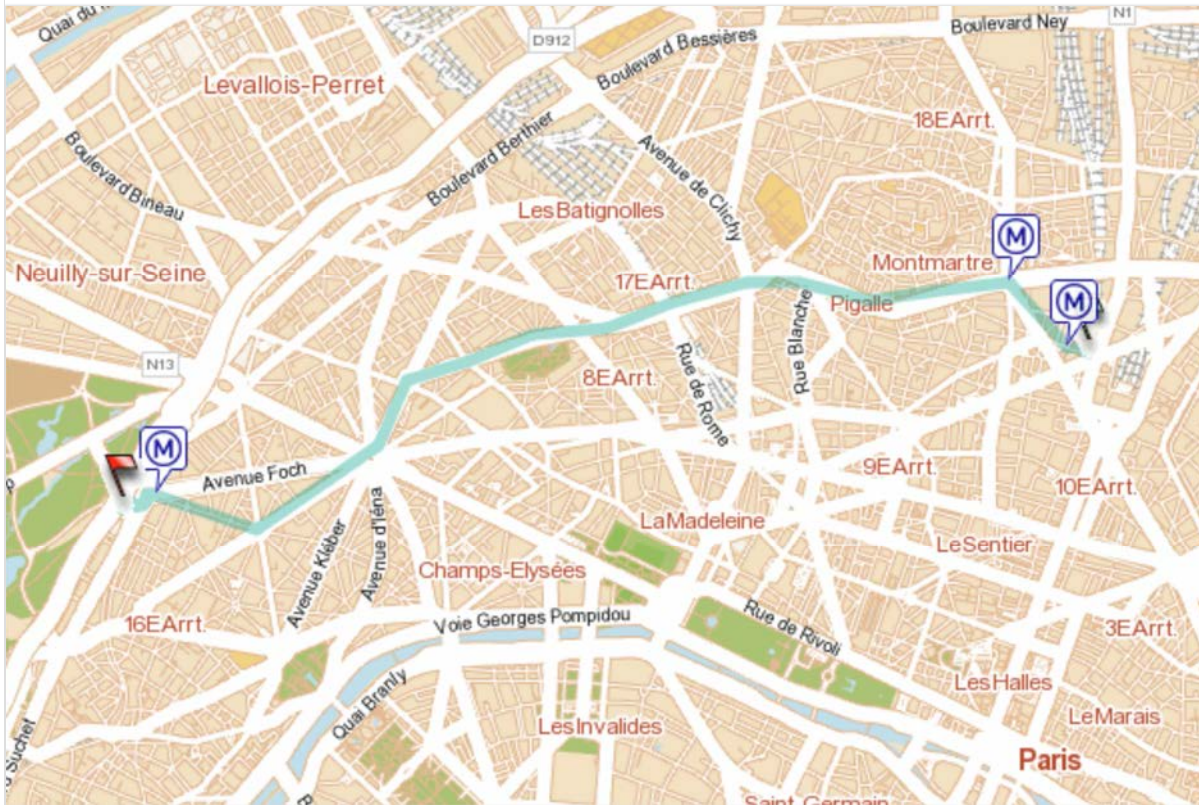 N1
Boulevard Ney
D912
Boulevard Bessières
Levallois-Perret
18EArrt.
Boulevard Berthier
Avenue de Clichy
Boulevard Bineau
LesBatignolles
M
Montmartre
Neuilly-sur-Seine
17EArrt.
M
Pigalle
Rue Blanche
N13
Rue de Rome
8EArrt.
M
Avenue Foch
9EArrt.
10EArrt.
Avenue Kléber
Avenue d'Iéna
LaMadeleine
LeSentier
Champs-Elysées
16EArrt.
Voie Georges Pompidou
Rue de Rivoli
3EArrt.
LesHalles
Quai Branly
LesInvalides
LeMarais
Suchet
Paris
Saint-Germain